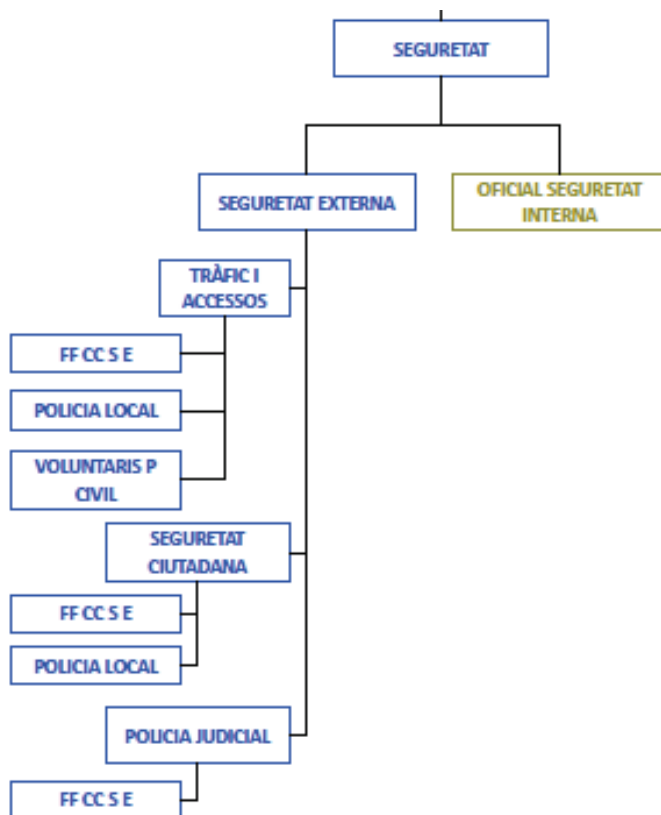 SEGURETAT
SEGURETAT EXTERNA
OFICIAL SEGURETAT
INTERNA
TRÀFIC I
ACCESSOS
FF CC S E
POLICIA LOCAL
VOLUNTARIS P
CIVIL
SEGURETAT
CIUTADANA
FF CC S E
POLICIA LOCAL
POLICIA JUDICIAL
FF CC S E